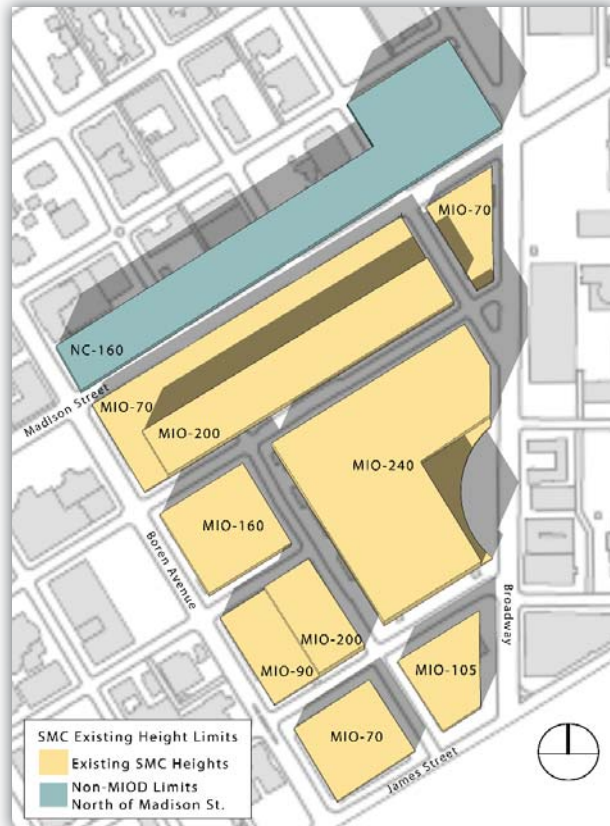 MIO-70
NC-160
MIO-70
Madison Street
MIO-200
MIO-240
MIO-160
Boren Avenue
Broadway
MIO-200
MIO-90
MIO-105
MIO-70
James Street
SMC Existing Height Limits
Existing SMC Heights
Non-MIOD Limits
North of Madison St.